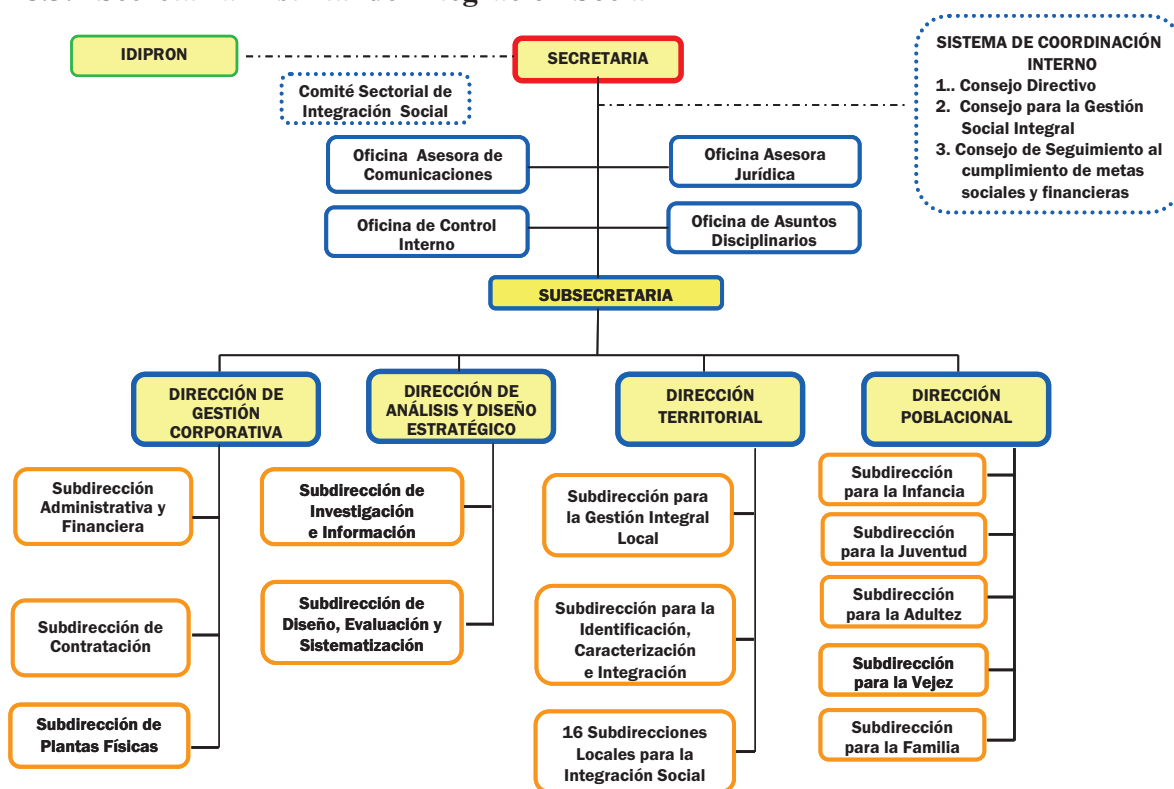 IDIPRON
SECRETARIA
SISTEMA DE COORDINACIÓN
INTERNO
1.. Consejo Directivo
2. Consejo para la Gestión
Social Integral
3. Consejo de Seguimiento al
cumplimiento de metas
sociales y financieras
Comité Sectorial de
Integración Social
Oficina Asesora de
Comunicaciones
Oficina Asesora
Jurídica
Oficina de Control
Interno
Oficina de Asuntos
Disciplinarios
SUBSECRETARIA
DIRECCIÓN DE
GESTIÓN
CORPORATIVA
DIRECCIÓN DE
ANÁLISIS Y DISEÑO
ESTRATÉGICO
DIRECCIÓN
TERRITORIAL
DIRECCIÓN
POBLACIONAL
Subdirección
Administrativa y
Financiera
Subdirección de
Contratación
Subdirección de
Plantas Físicas
Subdirección de
Investigación
e Información
Subdirección de
Diseño, Evaluación y
Sistematización
Subdirección para
la Gestión Integral
Local
Subdirección para la
Identificación,
Caracterización
e Integración
16 Subdirecciones
Locales para la
Integración Social
Subdirección
para la Infancia
Subdirección
para la Juventud
Subdirección
para la Adultez
Subdirección
para la Vejez
Subdirección
para la Familia